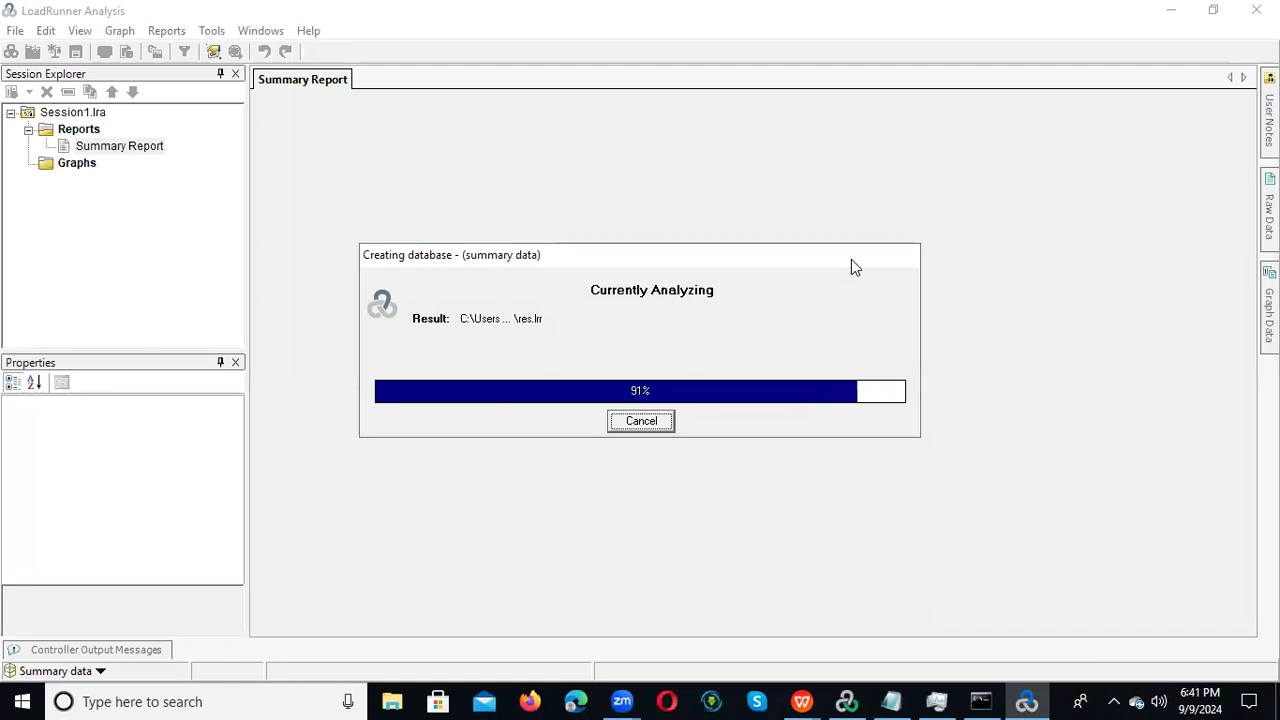 LoadRunner Analysis
File Edit View Graph Reports Tools Windows Help
Session Explorer
Summary Report
Session1.lra
Reports
Summary Report
Graphs
User Notes
Raw Data
Graph Data
Creating database - (summary data)
Currently Analyzing
Result: C:\Users ... \res.lrr
91%
Cancel
Properties
Controller Output Messages
Summary data
Type here to search
6:41 PM
9/9/2024